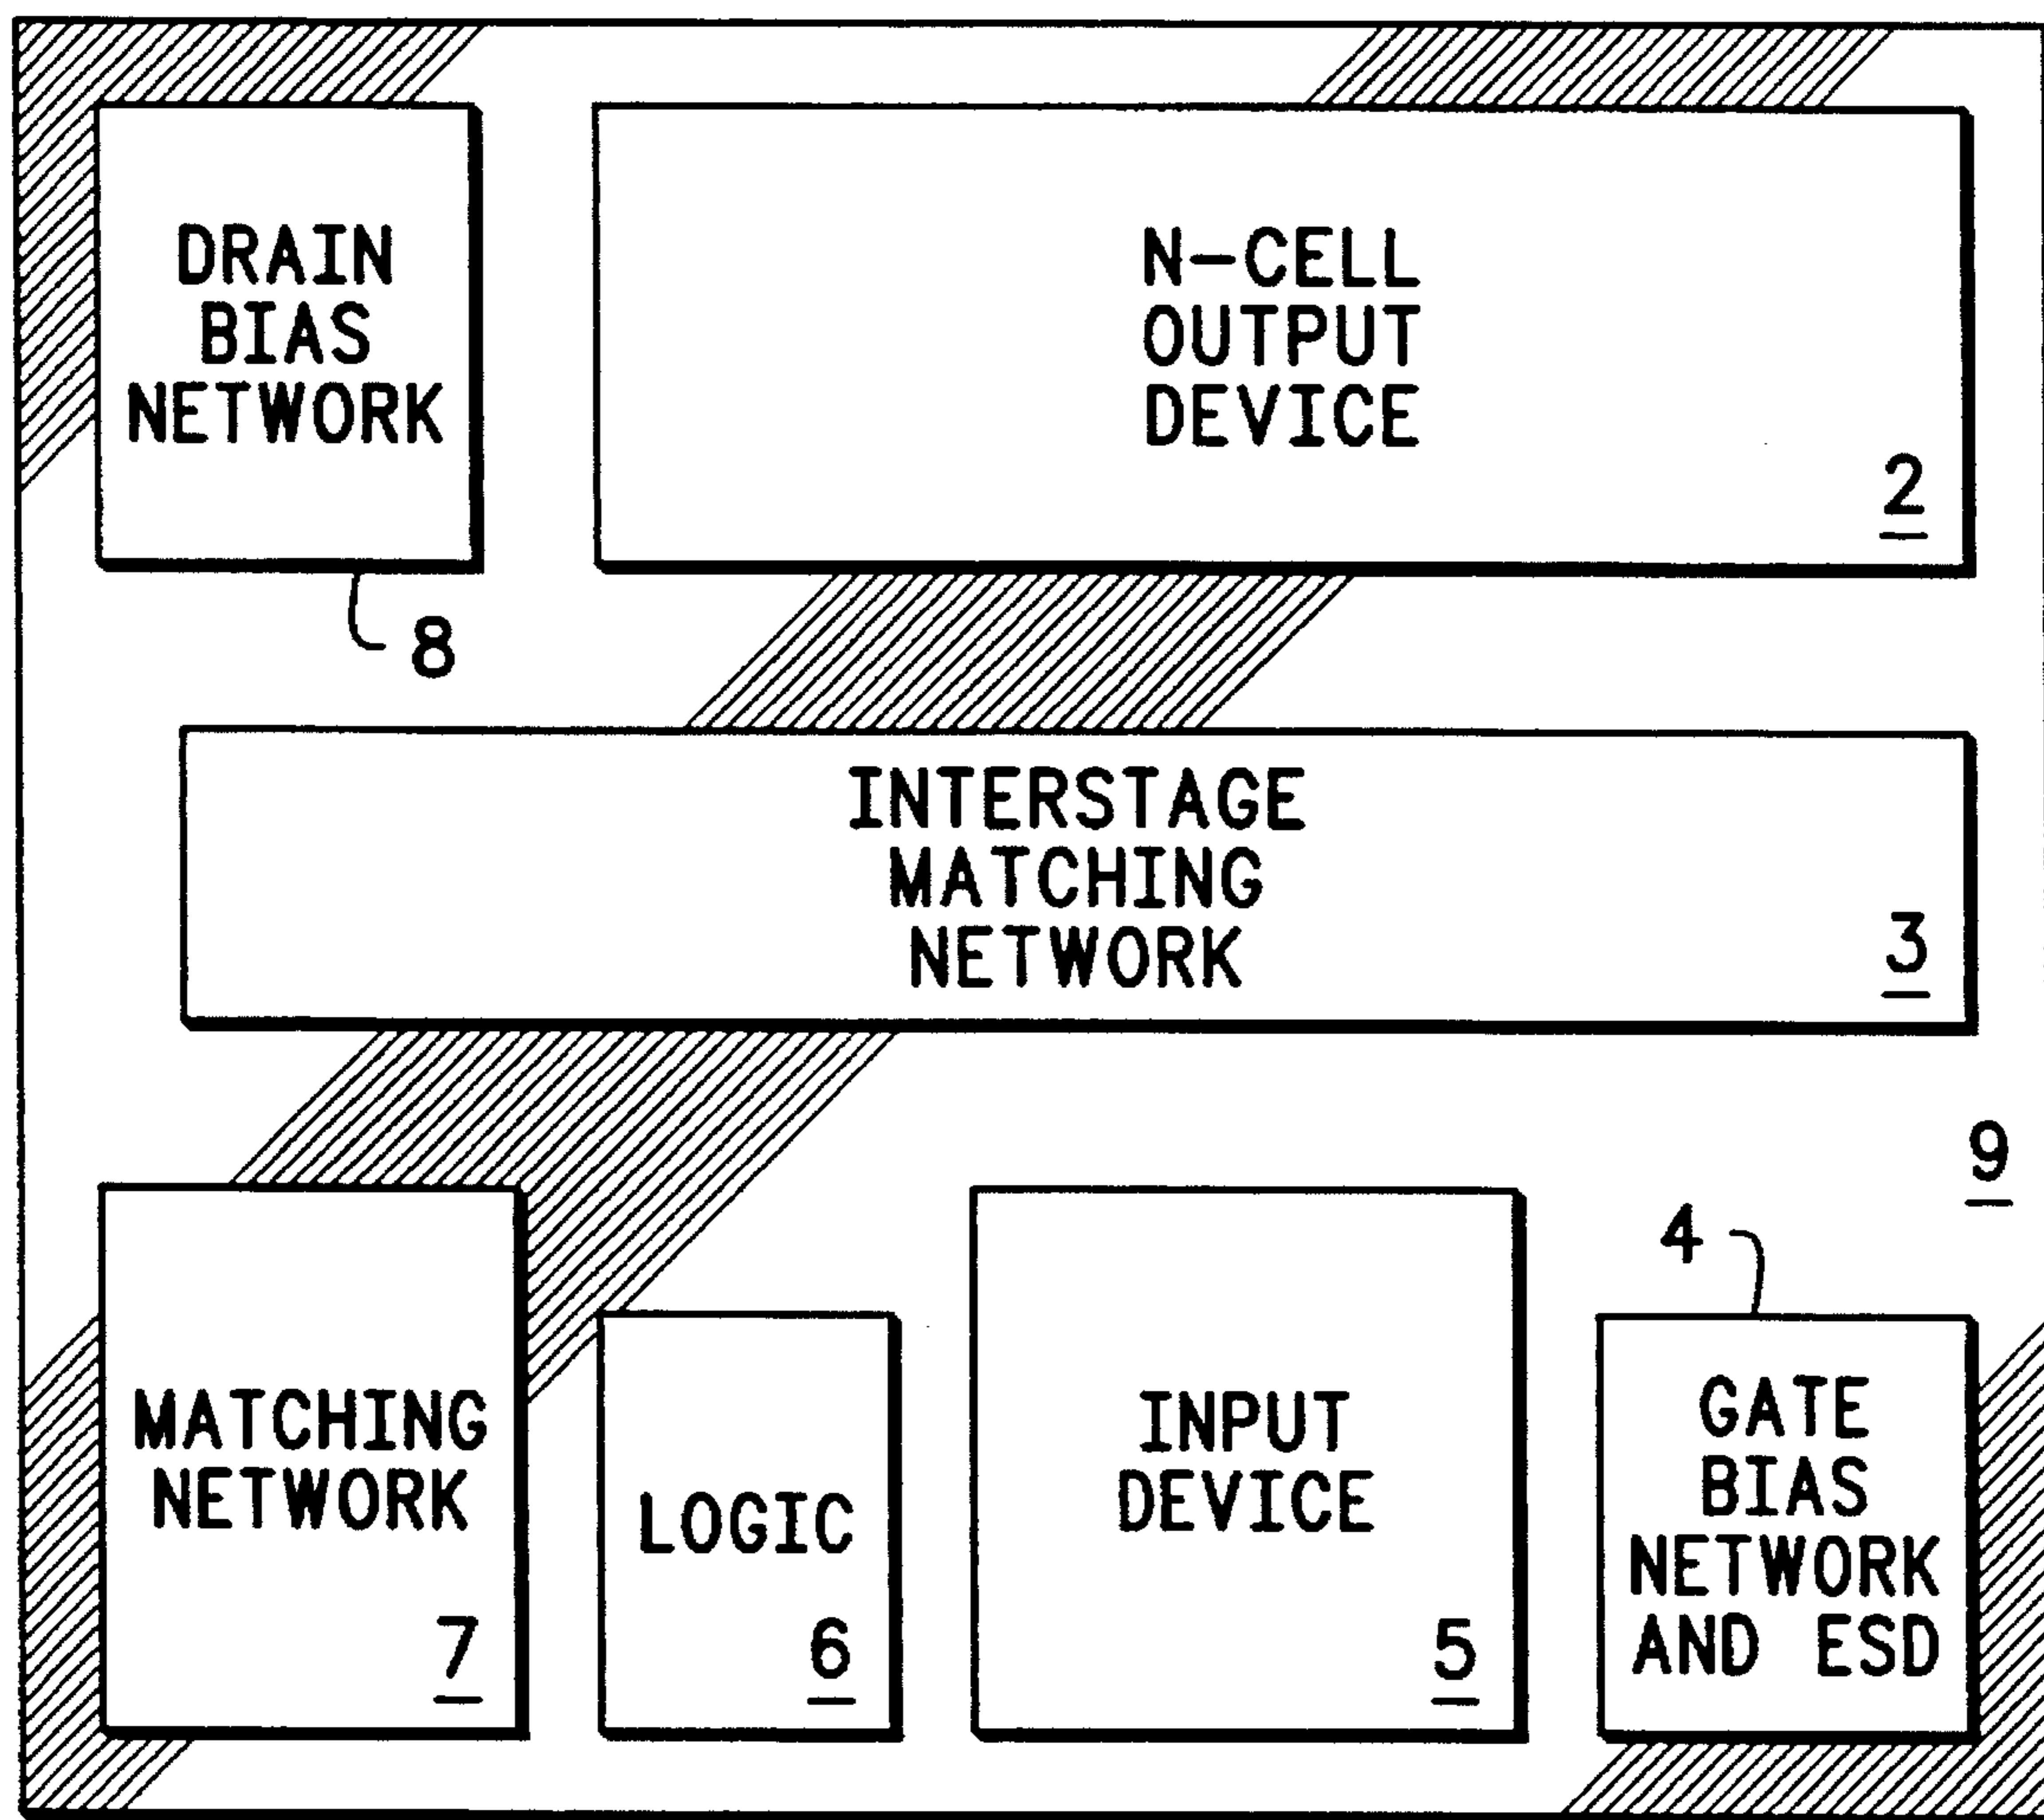 DRAIN
BIAS
NETWORK
8
N-CELL
OUTPUT
DEVICE
2
INTERSTAGE
MATCHING
NETWORK
3
9
MATCHING
NETWORK
7
LOGIC
6
INPUT
DEVICE
5
4
GATE
BIAS
NETWORK
AND ESD